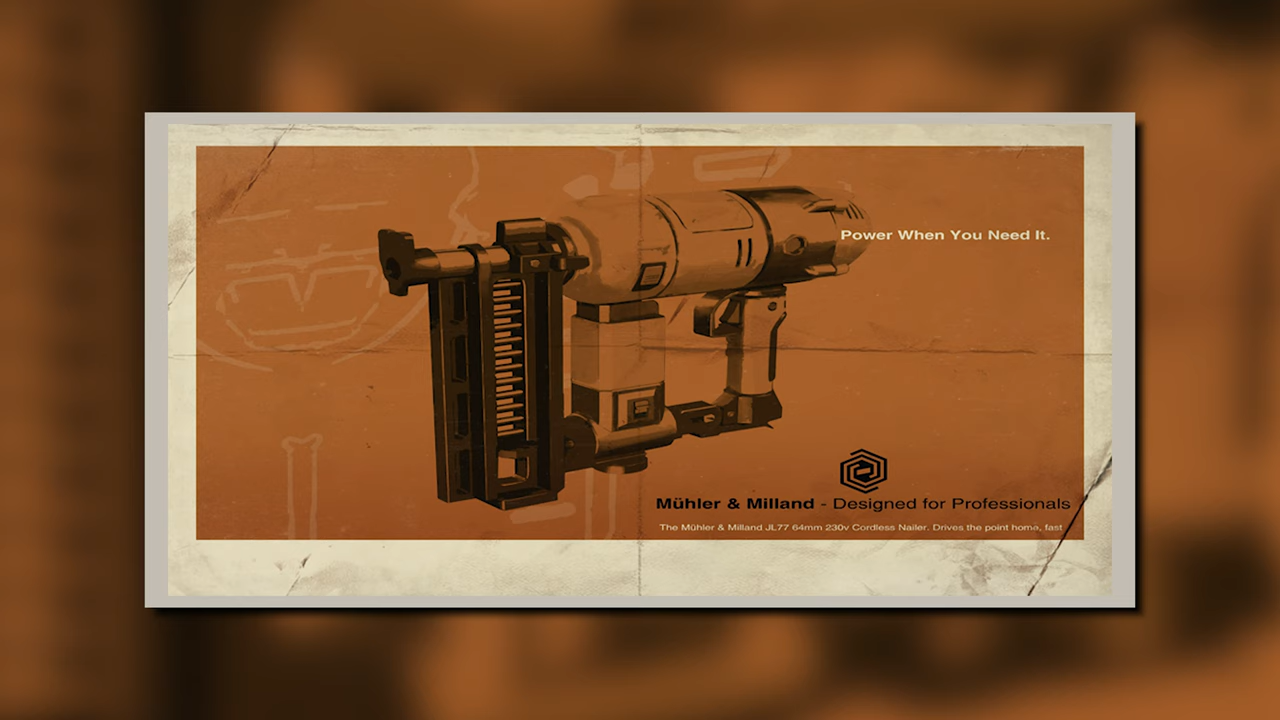 Power When You Need It.
Mühler & Milland - Designed for Professionals
The Mühler & Milland JL77 64mm 230v Cordless Nailer. Drives the point home, fast